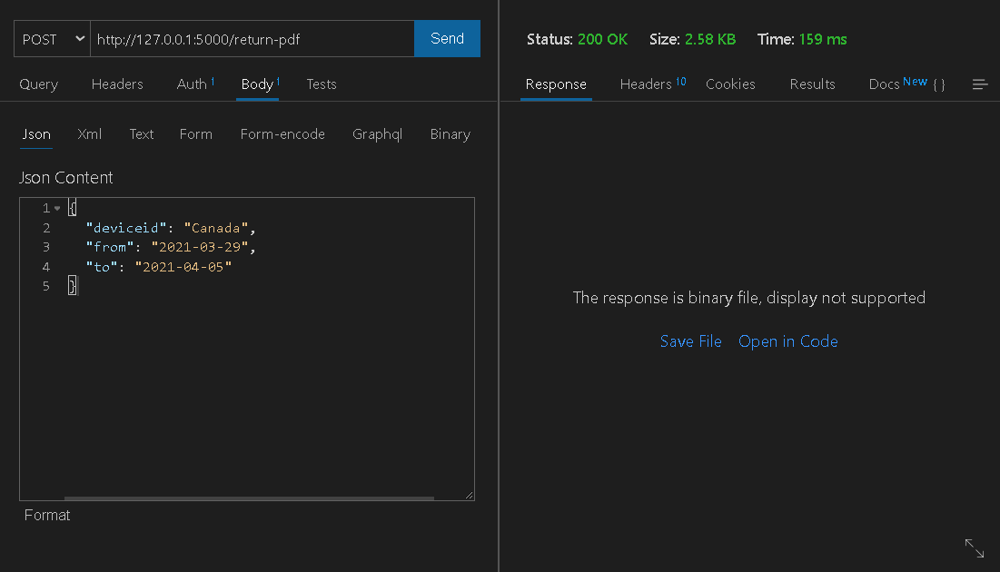 POST http://127.0.0.1:5000/return-pdf Send
Query Headers Auth 1 Body 1 Tests
Json Xml Text Form Form-encode Graphql Binary
Json Content
1 {
2 "deviceid": "Canada",
3 "from": "2021-03-29",
4 "to": "2021-04-05"
5 }
Format
Status: 200 OK Size: 2.58 KB Time: 159 ms
Response Headers 10 Cookies Results Docs New { }
The response is binary file, display not supported
Save File Open in Code